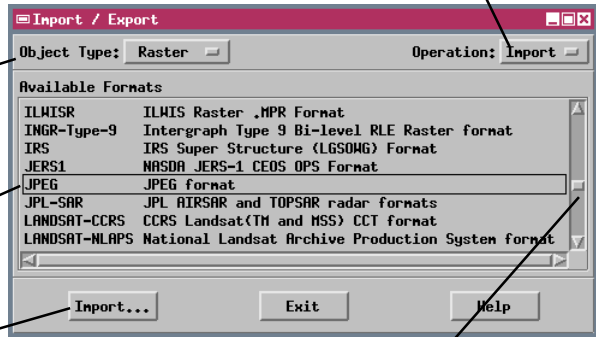 Import / Export
Object Type: Raster Operation: Import
Available Formats
ILWISR ILWIS Raster .MPR Format
INGR-Type-9 Intergraph Type 9 Bi-level RLE Raster format
IRS IRS Super Structure (LGSOWG) Format
JERS1 NASDA JERS-1 CEOS OPS Format
JPEG JPEG format
JPL-SAR JPL AIRSAR and TOPSAR radar formats
LANDSAT-CCRS CCRS Landsat(TM and MSS) CCT format
LANDSAT-NLAPS National Landsat Archive Production System format
Import... Exit Help